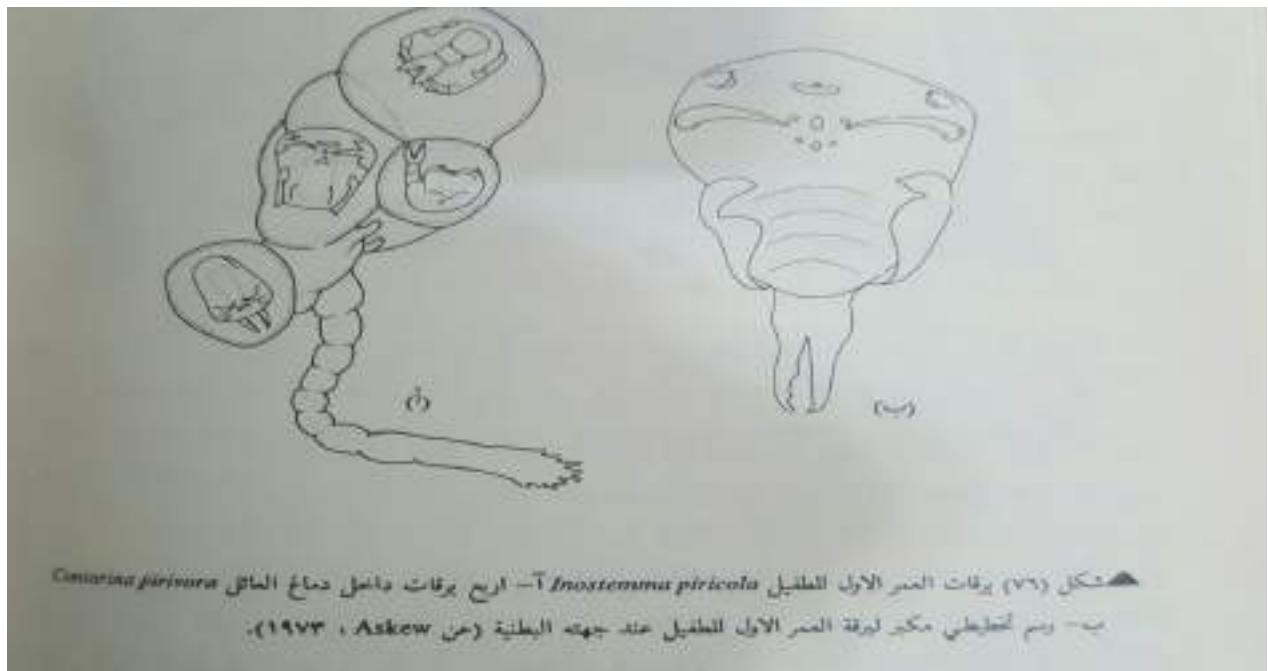 (أ)
(ب)
شكل (٧٦) يرقات العمر الاول للطفيل Inostemma piricola آ– اربع يرقات داخل دماغ العائل Contarina pirivora
ب– رسم تخطيطي مكبر ليرقة العمر الاول للطفيل عند جهته البطنية (عن Askew ، ١٩٧٣).